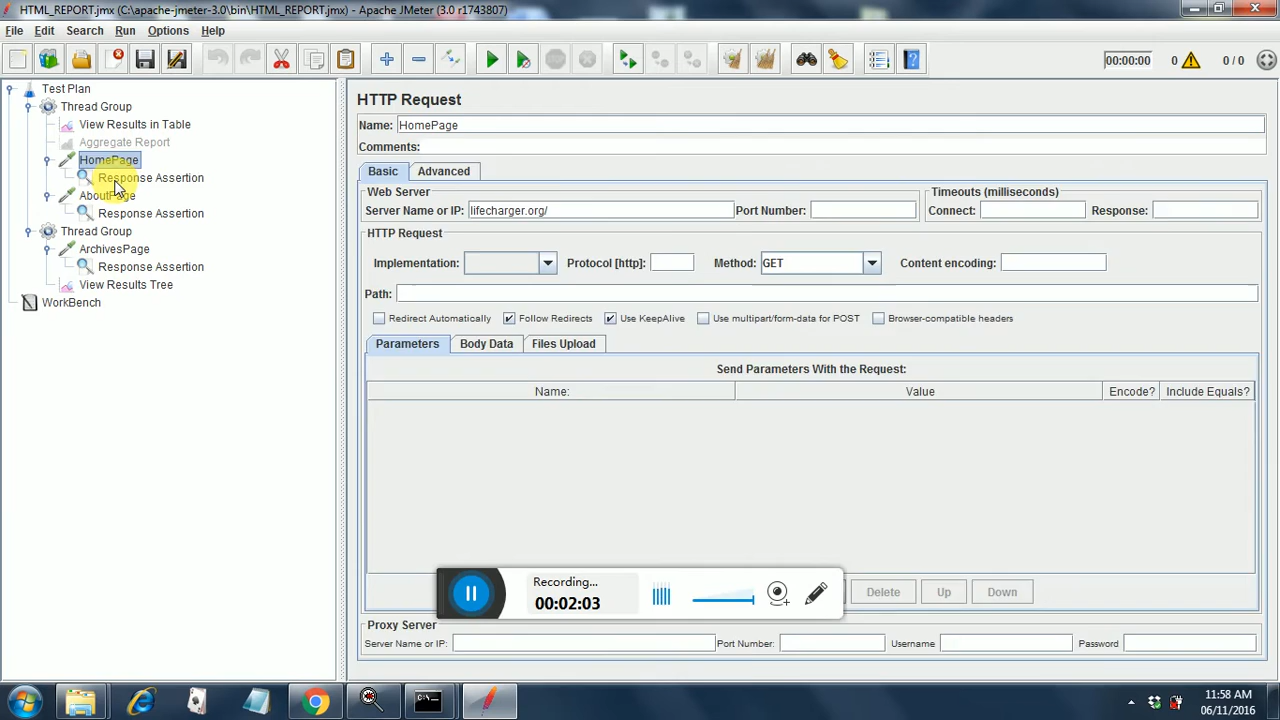 HTML_REPORT.jmx (C:\apache-jmeter-3.0\bin\HTML_REPORT.jmx) - Apache JMeter (3.0 r1743807)
File Edit Search Run Options Help
00:00:00 0 0 / 0
Test Plan
Thread Group
View Results in Table
Aggregate Report
HomePage
Response Assertion
AboutPage
Response Assertion
Thread Group
ArchivesPage
Response Assertion
View Results Tree
WorkBench
HTTP Request
Name: HomePage
Comments:
Basic Advanced
Web Server Timeouts (milliseconds)
Server Name or IP: lifecharger.org/ Port Number: Connect: Response:
HTTP Request
Implementation: Protocol [http]: Method: GET Content encoding:
Path:
Redirect Automatically Follow Redirects Use KeepAlive Use multipart/form-data for POST Browser-compatible headers
Parameters Body Data Files Upload
Send Parameters With the Request:
Name: Value Encode? Include Equals?
Recording...
00:02:03
Delete Up Down
Proxy Server
Server Name or IP: Port Number: Username Password
C:\.
11:58 AM
06/11/2016